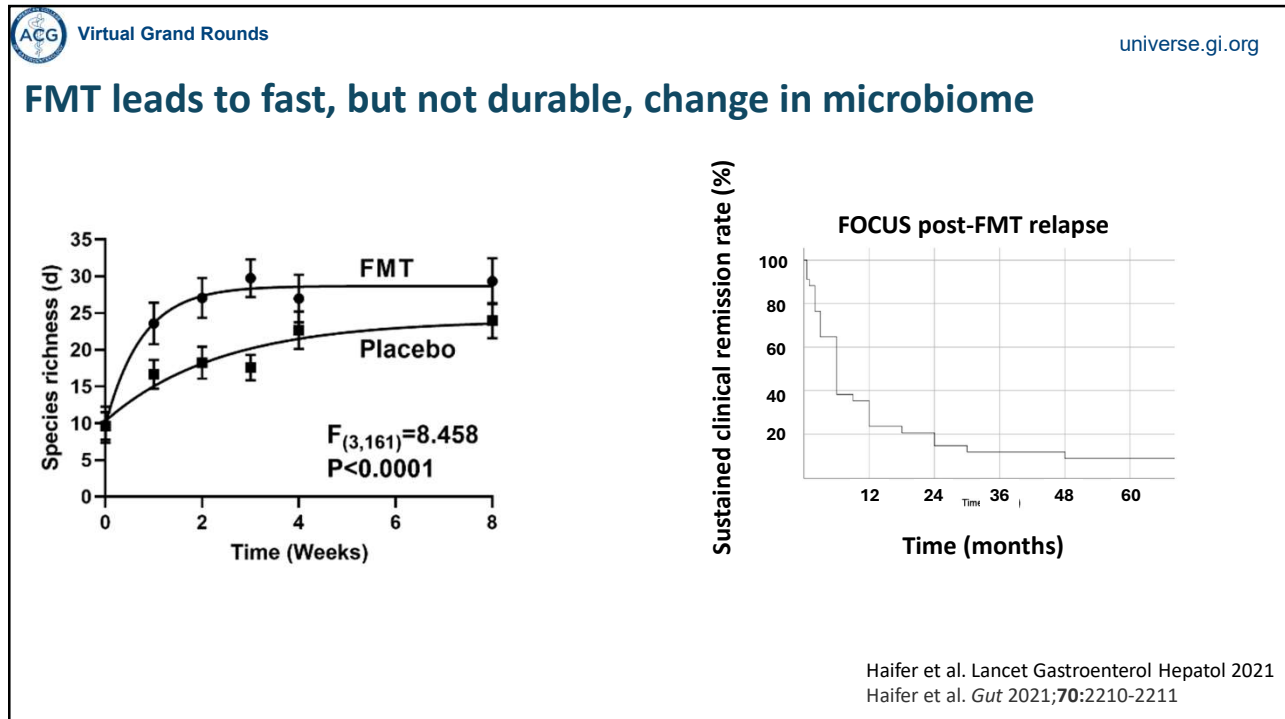 ACG
Virtual Grand Rounds
universe.gi.org
FMT leads to fast, but not durable, change in microbiome
Species richness (d)
35
30
25
20
15
10
5
0
FMT
Placebo
F(3,161)=8.458
P<0.0001
0 2 4 6 8
Time (Weeks)
Sustained clinical remission rate (%)
FOCUS post-FMT relapse
100
80
60
40
20
12 24 36 48 60
Time
Time (months)
Haifer et al. Lancet Gastroenterol Hepatol 2021
Haifer et al. Gut 2021;70:2210-2211